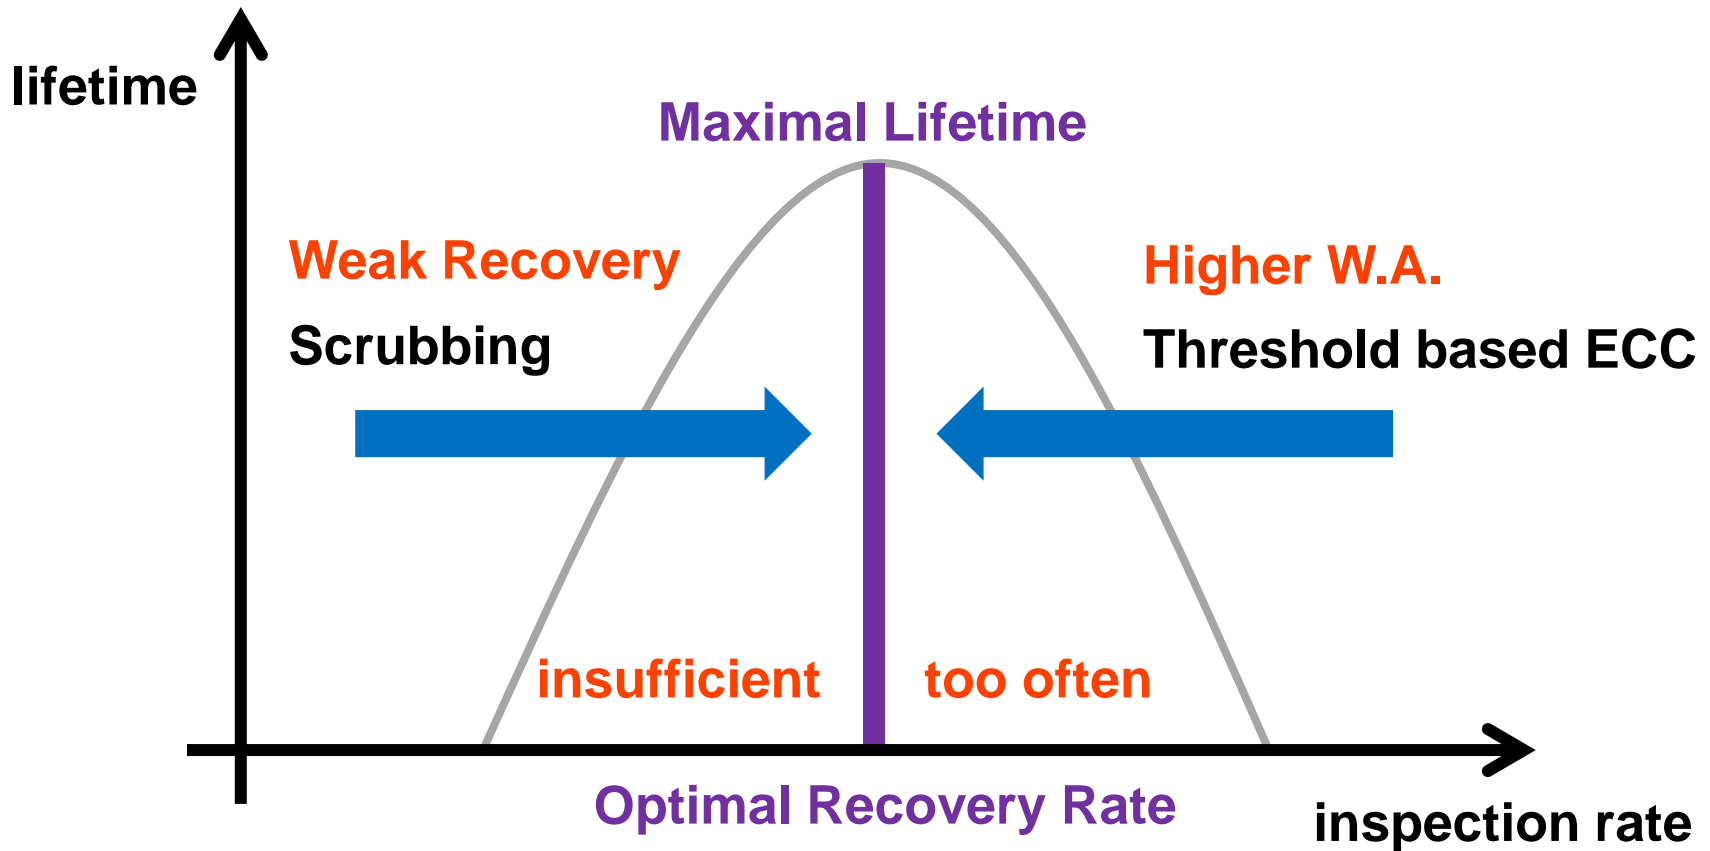 lifetime
Maximal Lifetime
Weak Recovery
Scrubbing
Higher W.A.
Threshold based ECC
insufficient
too often
Optimal Recovery Rate
inspection rate